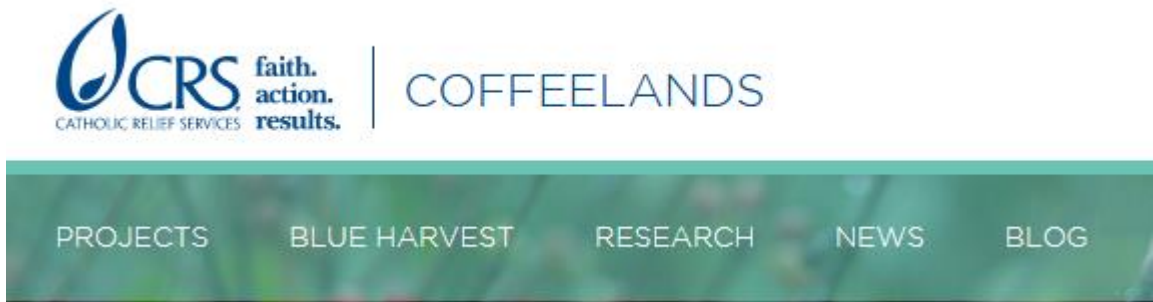 CRS
CATHOLIC RELIEF SERVICES
faith.
action.
results.
COFFEELANDS
PROJECTS BLUE HARVEST RESEARCH NEWS BLOG